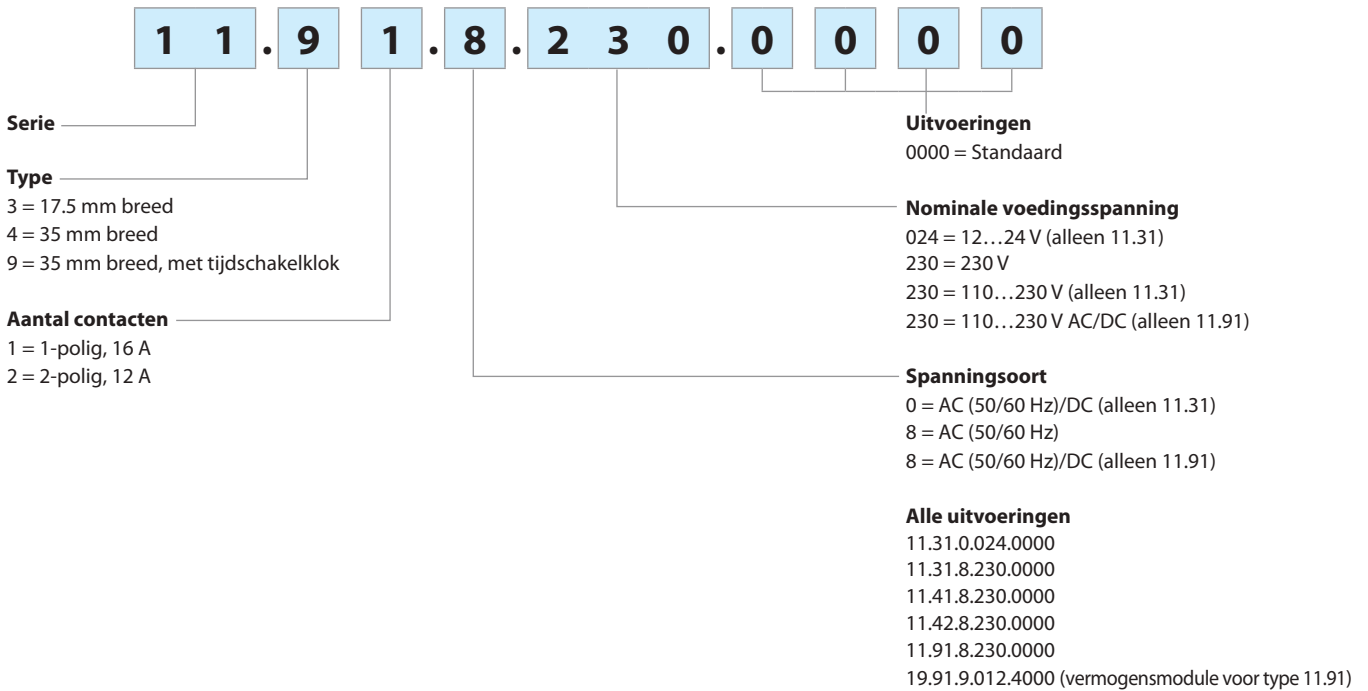 1 1 . 9 1 . 8 . 2 3 0 . 0 0 0 0
Serie
Type
3 = 17.5 mm breed
4 = 35 mm breed
9 = 35 mm breed, met tijdschakelklok
Aantal contacten
1 = 1-polig, 16 A
2 = 2-polig, 12 A
Uitvoeringen
0000 = Standaard
Nominale voedingsspanning
024 = 12…24 V (alleen 11.31)
230 = 230 V
230 = 110…230 V (alleen 11.31)
230 = 110…230 V AC/DC (alleen 11.91)
Spanningsoort
0 = AC (50/60 Hz)/DC (alleen 11.31)
8 = AC (50/60 Hz)
8 = AC (50/60 Hz)/DC (alleen 11.91)
Alle uitvoeringen
11.31.0.024.0000
11.31.8.230.0000
11.41.8.230.0000
11.42.8.230.0000
11.91.8.230.0000
19.91.9.012.4000 (vermogensmodule voor type 11.91)